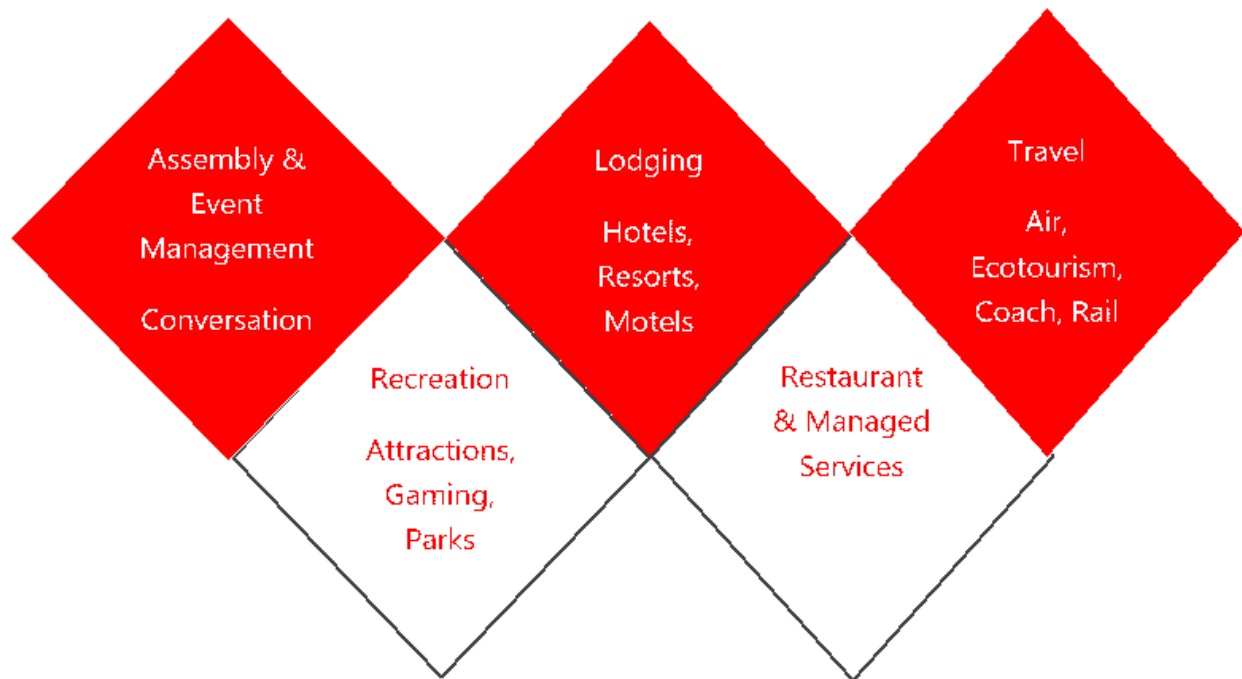 Assembly &
Event
Management
Conversation
Lodging
Hotels,
Resorts,
Motels
Travel
Air,
Ecotourism,
Coach, Rail
Recreation
Attractions,
Gaming,
Parks
Restaurant
& Managed
Services